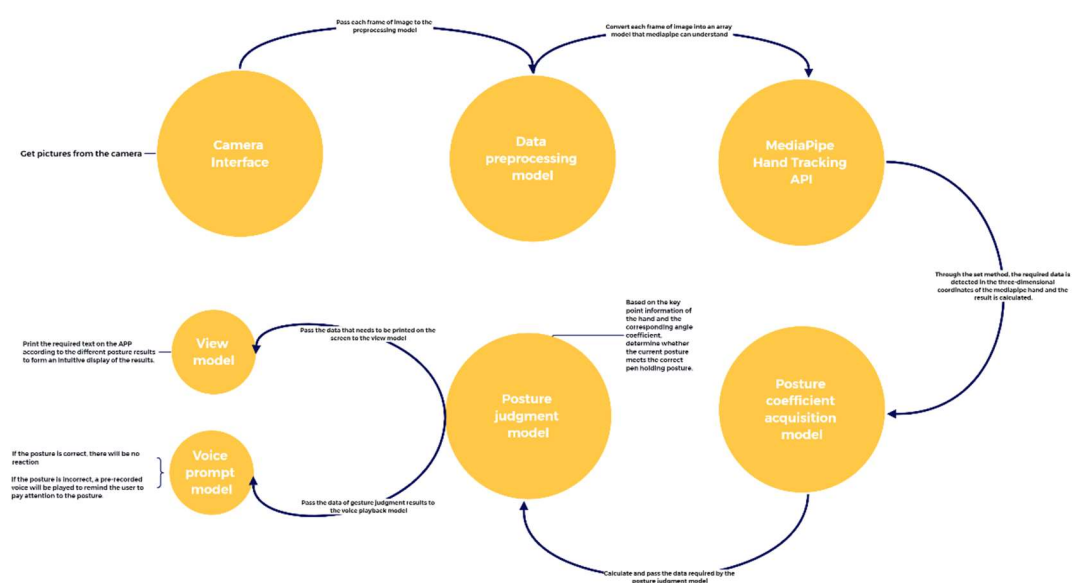 Pass each frame of image to the
preprocessing model
Convert each frame of image into an array
model that mediapipe can understand
Get pictures from the camera
Camera
Interface
Data
preprocessing
model
MediaPipe
Hand Tracking
API
Through the set method, the required data is
detected in the three-dimensional
coordinates of the mediapipe hand and the
result is calculated.
Based on the key
point information
of the hand and the
corresponding angle
coefficient,
determine whether
the current posture
meets the correct
pen holding posture.
Pass the data that needs to be printed on the
screen to the view model
Print the required text on the APP
according to the different posture results
to form an intuitive display of the results.
View
model
Posture
judgment
model
Posture
coefficient
acquisition
model
If the posture is correct, there will be no
reaction
If the posture is incorrect, a pre-recorded
voice will be played to remind the user to
pay attention to the posture.
Voice
prompt
model
Pass the data of gesture judgment results to
the voice playback model
Calculate and pass the data required by the
posture judgment model